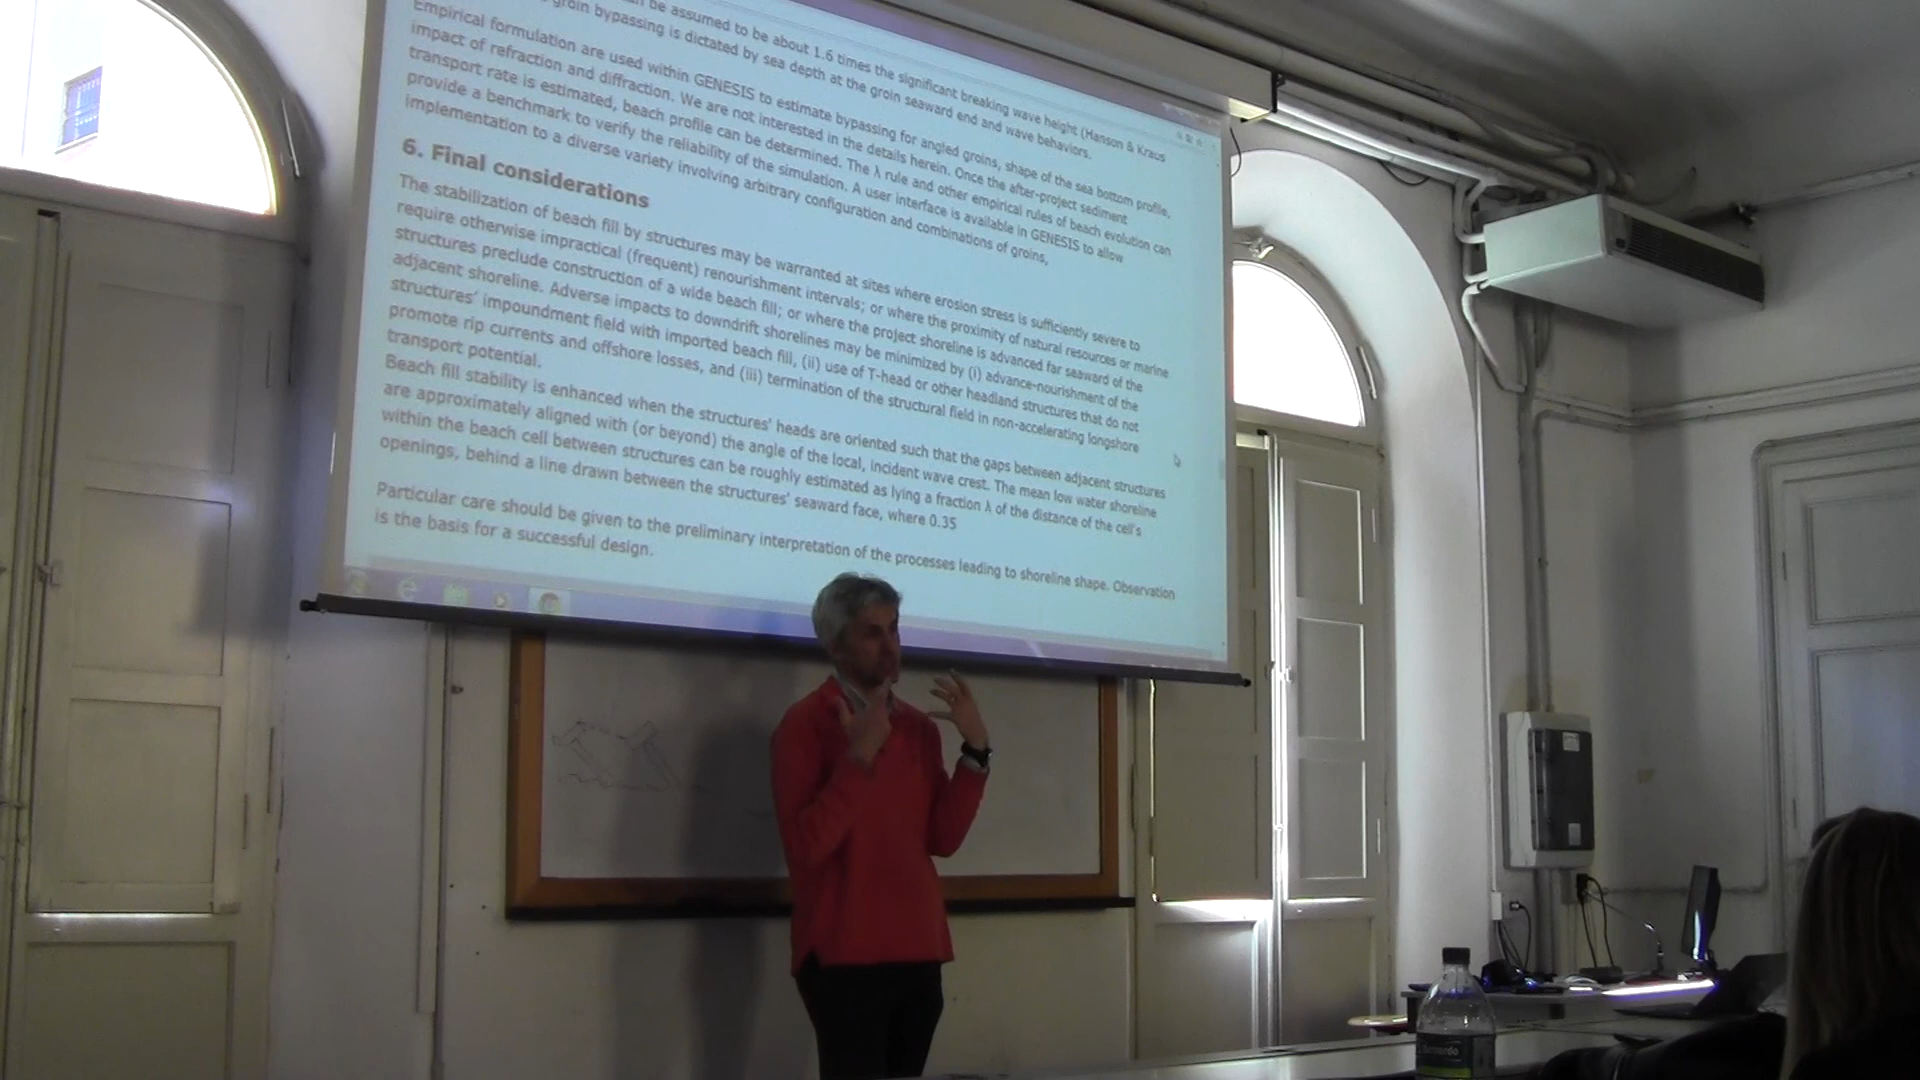 be assumed to be about 1.6 times the significant breaking wave height (Hanson & Kraus
groin bypassing is dictated by sea depth at the groin seaward end and wave behaviors.
Empirical formulation are used within GENESIS to estimate bypassing for angled groins, shape of the sea bottom profile,
impact of refraction and diffraction. We are not interested in the details herein. Once the after-project sediment
transport rate is estimated, beach profile can be determined. The λ rule and other empirical rules of beach evolution can
provide a benchmark to verify the reliability of the simulation. A user interface is available in GENESIS to allow
implementation to a diverse variety involving arbitrary configuration and combinations of groins,
6. Final considerations
The stabilization of beach fill by structures may be warranted at sites where erosion stress is sufficiently severe to
require otherwise impractical (frequent) renourishment intervals; or where the proximity of natural resources or marine
structures preclude construction of a wide beach fill; or where the project shoreline is advanced far seaward of the
adjacent shoreline. Adverse impacts to downdrift shorelines may be minimized by (i) advance-nourishment of the
structures' impoundment field with imported beach fill, (ii) use of T-head or other headland structures that do not
promote rip currents and offshore losses, and (iii) termination of the structural field in non-accelerating longshore
transport potential.
Beach fill stability is enhanced when the structures' heads are oriented such that the gaps between adjacent structures
are approximately aligned with (or beyond) the angle of the local, incident wave crest. The mean low water shoreline
within the beach cell between structures can be roughly estimated as lying a fraction λ of the distance of the cell's
openings, behind a line drawn between the structures' seaward face, where 0.35
Particular care should be given to the preliminary interpretation of the processes leading to shoreline shape. Observation
is the basis for a successful design.